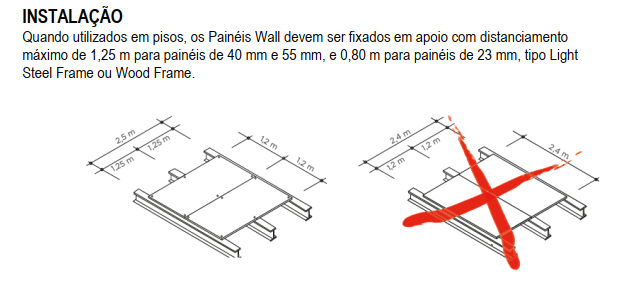 INSTALAÇÃO
Quando utilizados em pisos, os Painéis Wall devem ser fixados em apoio com distanciamento
máximo de 1,25 m para painéis de 40 mm e 55 mm, e 0,80 m para painéis de 23 mm, tipo Light
Steel Frame ou Wood Frame.
2,5 m
1,25 m
1,25 m
1,2 m
1,2 m
2,4 m
1,2 m
1,2 m
2,4 m